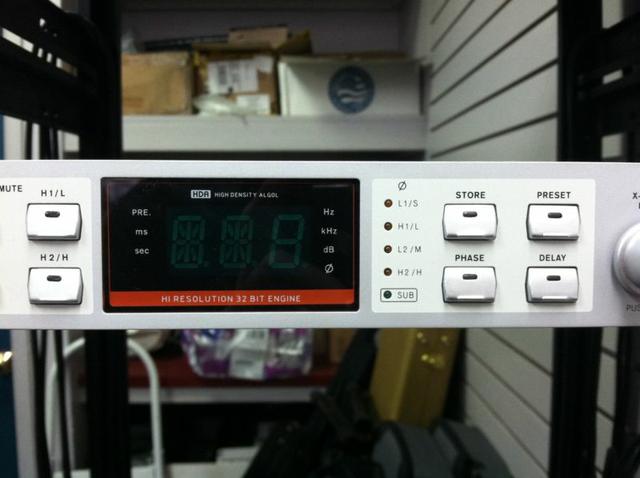 MUTE
H1/L
H2/H
HDA HIGH DENSITY ALGOL
PRE.
ms
sec
Hz
kHz
dB
Ø
HI RESOLUTION 32 BIT ENGINE
Ø
L1/S
H1/L
L2/M
H2/H
SUB
STORE
PRESET
PHASE
DELAY
X-
PUS